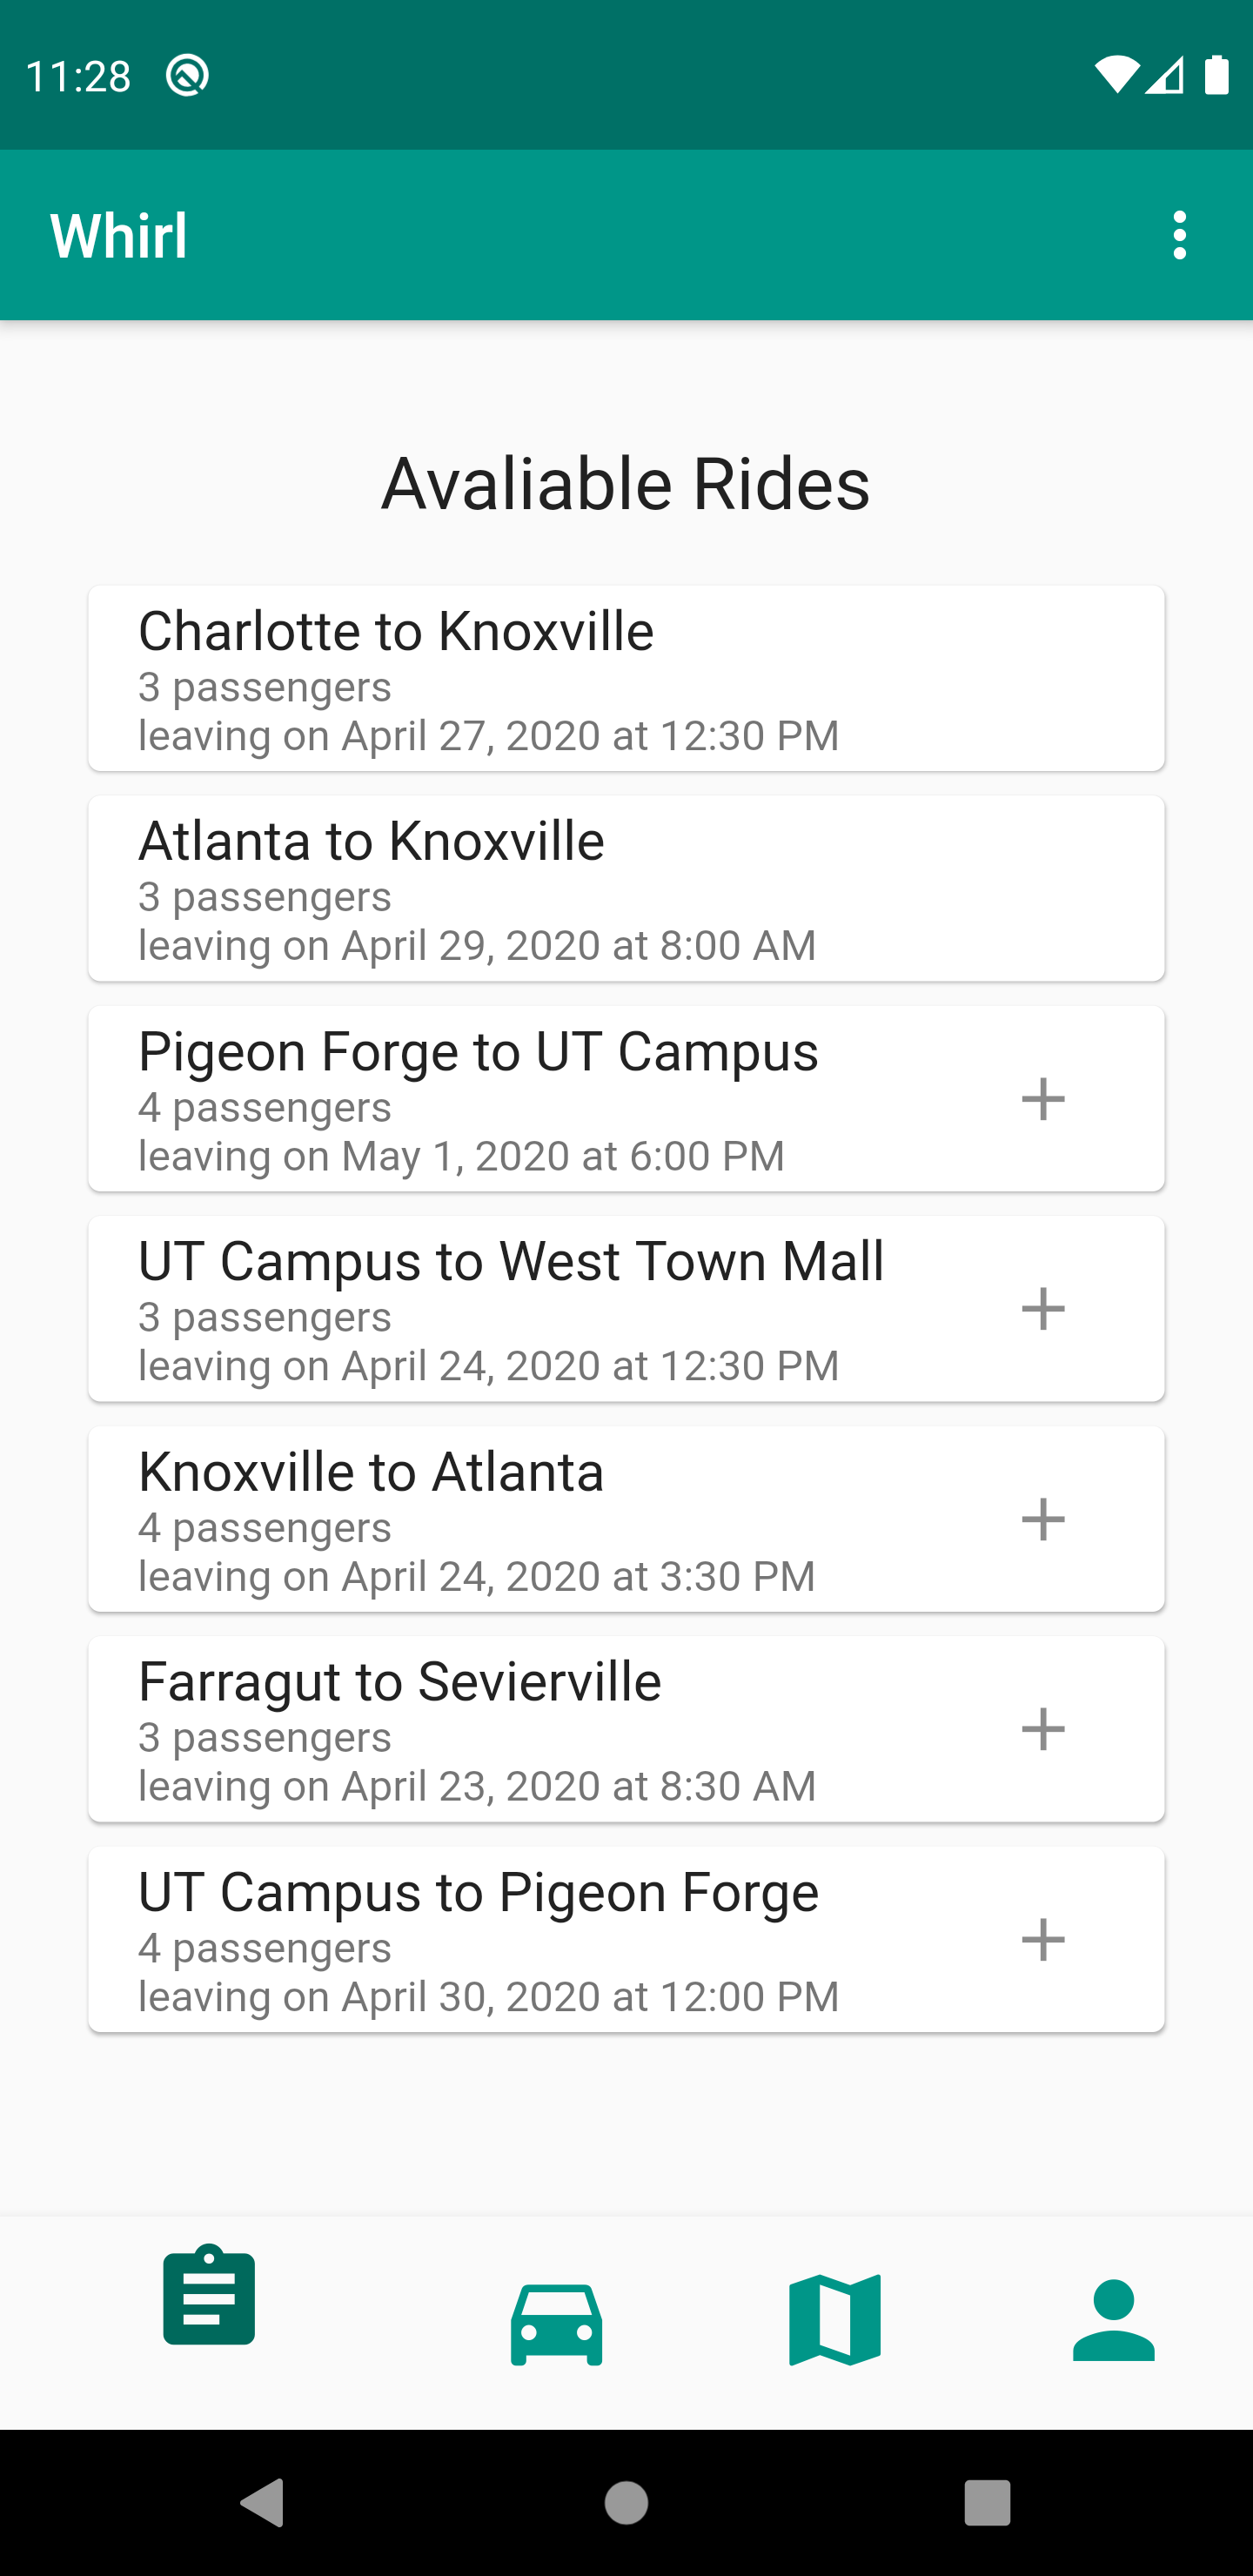 11:28
Whirl
Avaliable Rides
Charlotte to Knoxville
3 passengers
leaving on April 27, 2020 at 12:30 PM
Atlanta to Knoxville
3 passengers
leaving on April 29, 2020 at 8:00 AM
Pigeon Forge to UT Campus
4 passengers
leaving on May 1, 2020 at 6:00 PM
UT Campus to West Town Mall
3 passengers
leaving on April 24, 2020 at 12:30 PM
Knoxville to Atlanta
4 passengers
leaving on April 24, 2020 at 3:30 PM
Farragut to Sevierville
3 passengers
leaving on April 23, 2020 at 8:30 AM
UT Campus to Pigeon Forge
4 passengers
leaving on April 30, 2020 at 12:00 PM